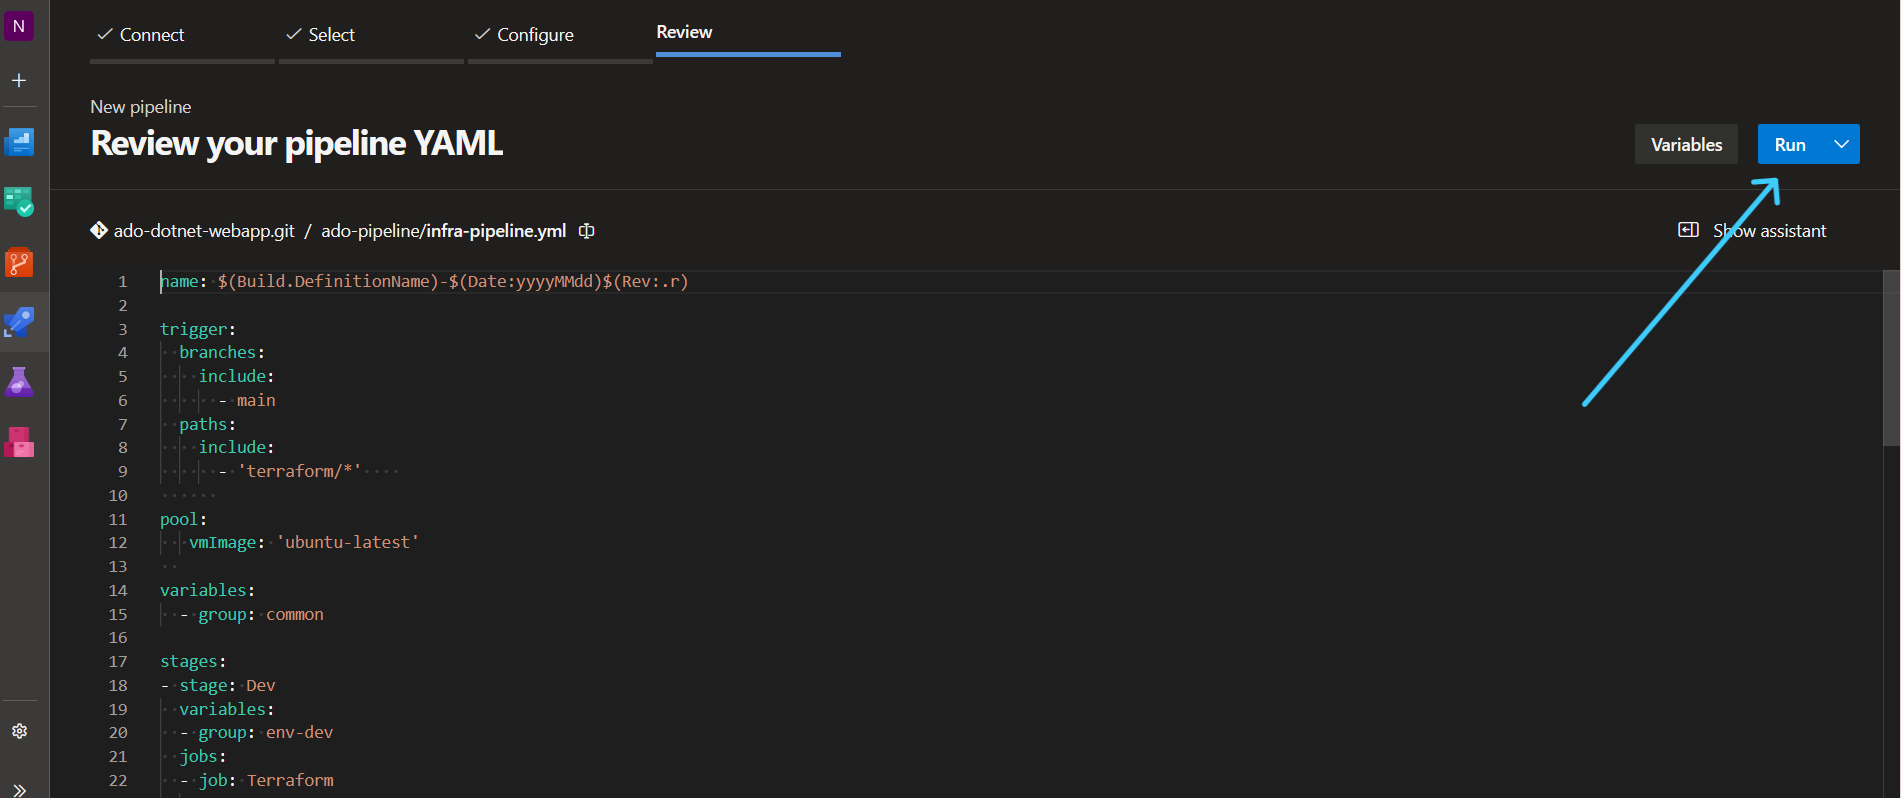 N
Connect
Select
Configure
Review
New pipeline
Review your pipeline YAML
Variables
Run
ado-dotnet-webapp.git / ado-pipeline/infra-pipeline.yml
Show assistant
1 name: $(Build.DefinitionName)-$(Date:yyyyMMdd)$(Rev:.r)
2
3 trigger:
4   branches:
5     include:
6       - main
7   paths:
8     include:
9       - 'terraform/*'
10
11 pool:
12    vmImage: 'ubuntu-latest'
13
14 variables:
15   - group: common
16
17 stages:
18 - stage: Dev
19   variables:
20   - group: env-dev
21   jobs:
22   - job: Terraform